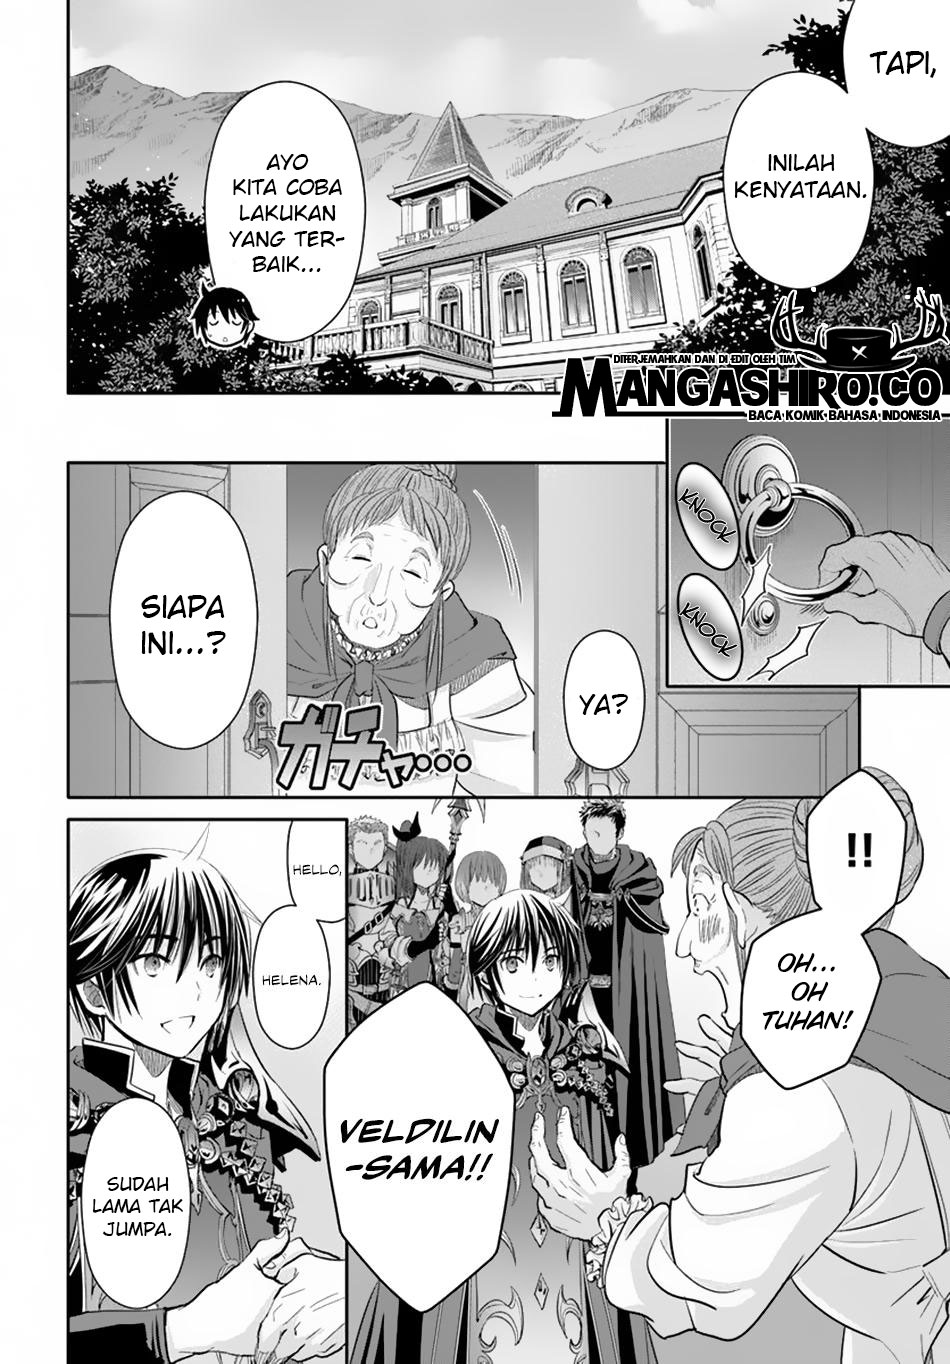 TAPI,
INILAH
KENYATAAN.
AYO
KITA COBA
LAKUKAN
YANG TER-
BAIK...
DITERJEMAHKAN DAN DI EDIT OLEH TIM
MANGASHIRO.CO
BACA KOMIK BAHASA INDONESIA
KNOCK
KNOCK
YA?
SIAPA
INI...?
ガチャ...
!!
OH...
OH
TUHAN!
VELDILIN
-SAMA!!
HELLO,
HELENA.
SUDAH
LAMA TAK
JUMPA.